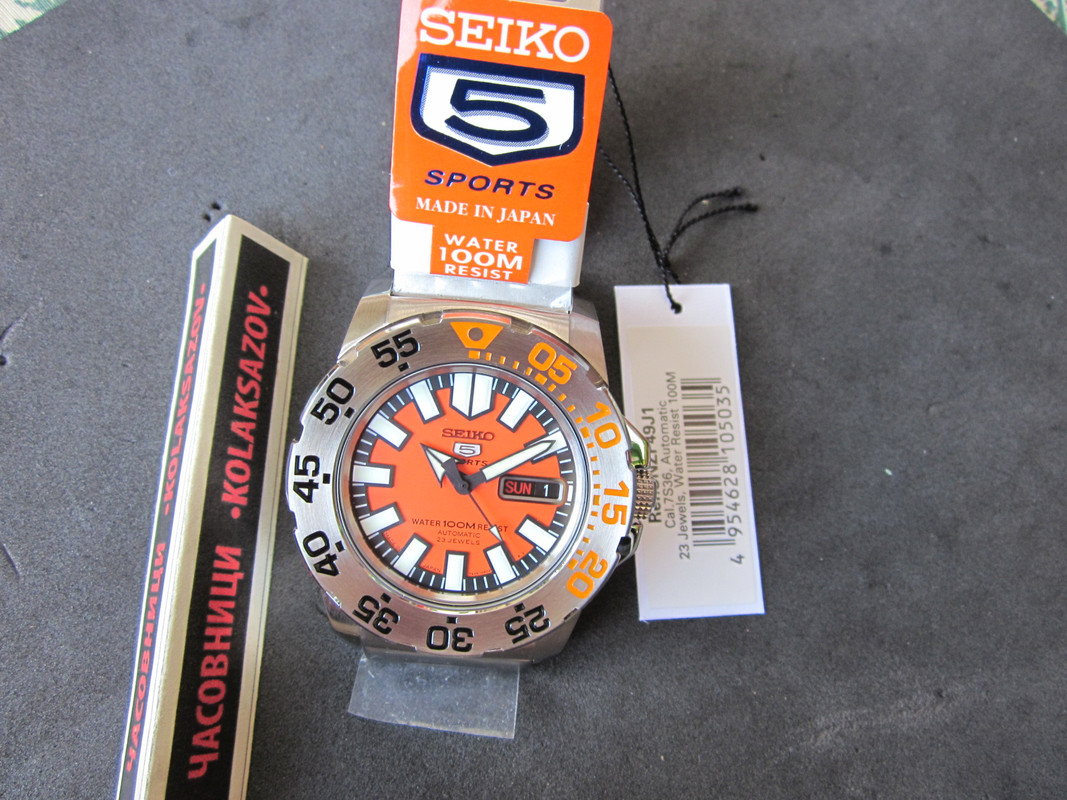 SEIKO
5
SPORTS
MADE IN JAPAN
WATER
100M
RESIST
ЧАСОВНИЦИ •KOLAKSAZOV•
ЧАСОВНИЦИ •KOLAKSAZOV•
05
10
15
20
25
30
35
40
45
50
55
SEIKO
5
SUN 1
WATER 100M RESIST
AUTOMATIC
23 JEWELS
49J1
Cal.7S36, Automatic
23 Jewels, Water Resist 100M
4 954628 105035